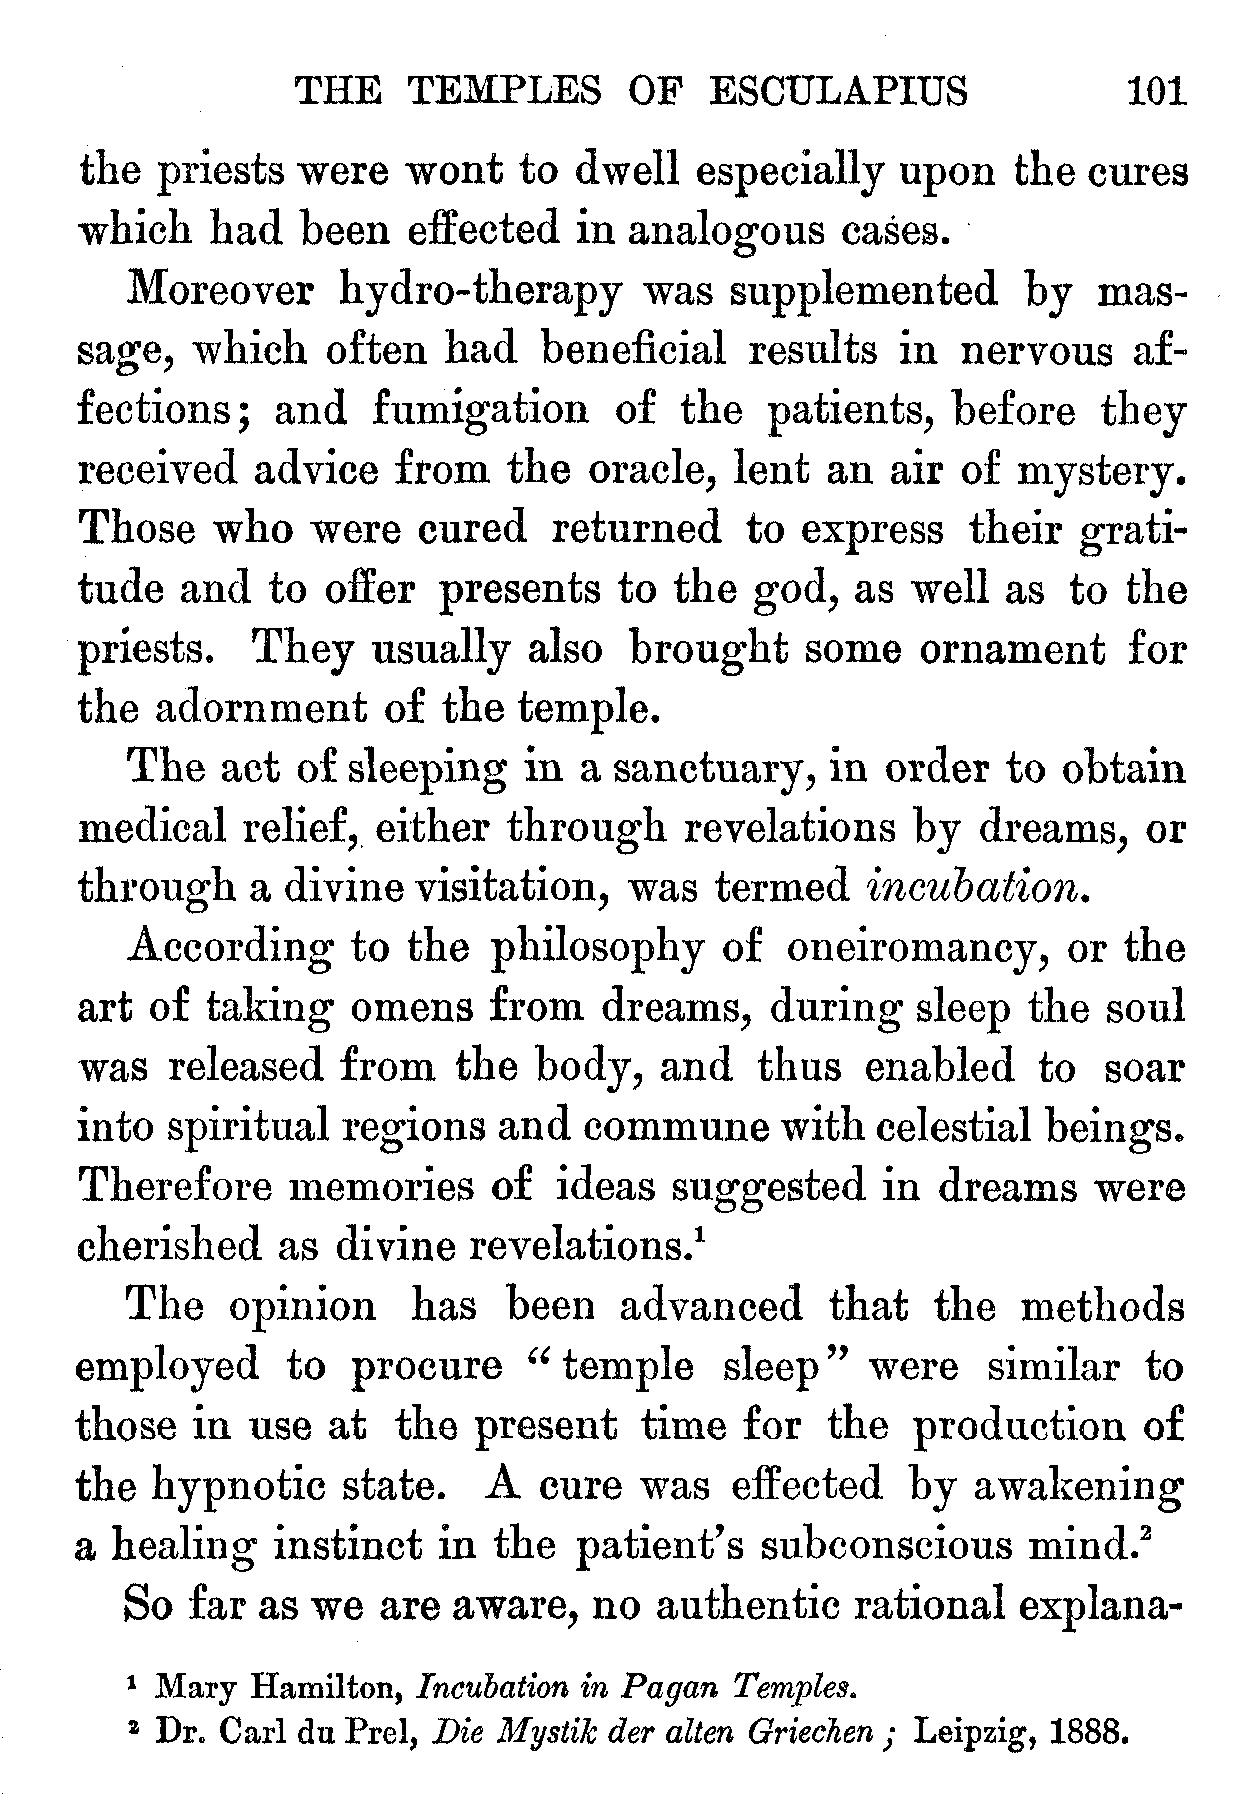 THE TEMPLES OF ESCULAPIUS 101
the priests were wont to dwell especially upon the cures
which had been effected in analogous cases.
Moreover hydro-therapy was supplemented by mas-
sage, which often had beneficial results in nervous af-
fections; and fumigation of the patients, before they
received advice from the oracle, lent an air of mystery.
Those who were cured returned to express their grati-
tude and to offer presents to the god, as well as to the
priests. They usually also brought some ornament for
the adornment of the temple.
The act of sleeping in a sanctuary, in order to obtain
medical relief, either through revelations by dreams, or
through a divine visitation, was termed incubation.
According to the philosophy of oneiromancy, or the
art of taking omens from dreams, during sleep the soul
was released from the body, and thus enabled to soar
into spiritual regions and commune with celestial beings.
Therefore memories of ideas suggested in dreams were
cherished as divine revelations.¹
The opinion has been advanced that the methods
employed to procure “temple sleep” were similar to
those in use at the present time for the production of
the hypnotic state. A cure was effected by awakening
a healing instinct in the patient’s subconscious mind.²
So far as we are aware, no authentic rational explana-
¹ Mary Hamilton, Incubation in Pagan Temples.
² Dr. Carl du Prel, Die Mystik der alten Griechen; Leipzig, 1888.